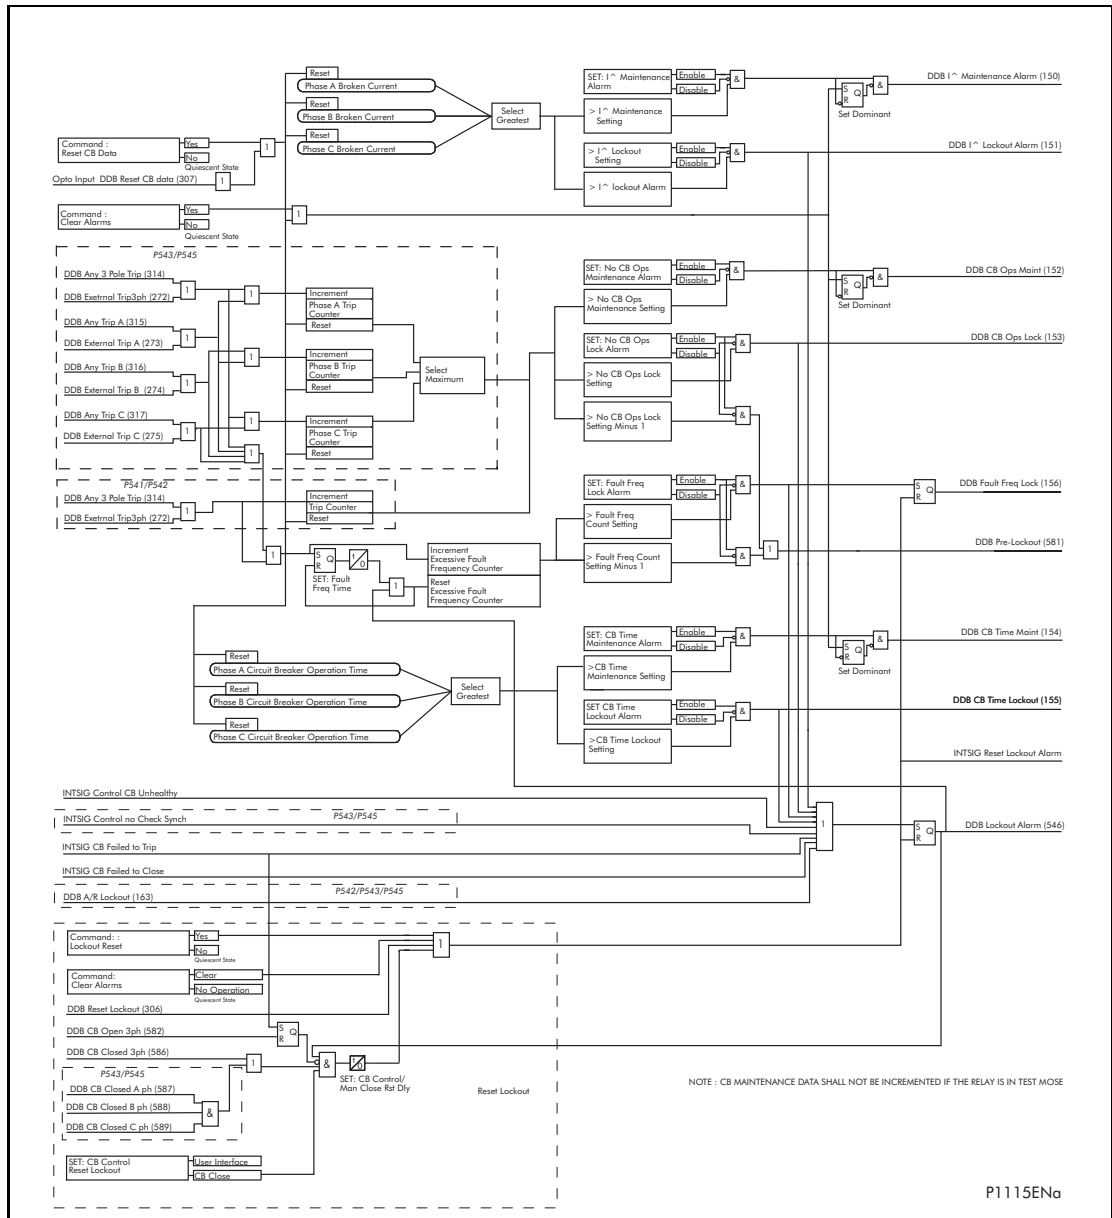 Reset
Phase A Broken Current
Reset
Phase B Broken Current
Reset
Phase C Broken Current
Select
Greatest
SET: I^ Maintenance
Alarm
Enable
Disable
&
> I^ Maintenance
Setting
S
R
Q
&
Set Dominant
DDB I^ Maintenance Alarm (150)
Command :
Reset CB Data
Yes
No
Quiescent State
1
Opto Input DDB Reset CB data (307)
1
> I^ Lockout
Setting
Enable
Disable
&
> I^ lockout Alarm
DDB I^ Lockout Alarm (151)
Command :
Clear Alarms
Yes
No
Quiescent State
1
P543/P545
DDB Any 3 Pole Trip (314)
DDB Exetrnal Trip3ph (272)
1
DDB Any Trip A (315)
DDB External Trip A (273)
1
DDB Any Trip B (316)
DDB External Trip B (274)
1
DDB Any Trip C (317)
DDB External Trip C (275)
1
1
1
1
1
Increment
Phase A Trip
Counter
Reset
Increment
Phase B Trip
Counter
Reset
Increment
Phase C Trip
Counter
Reset
Select
Maximum
SET: No CB Ops
Maintenance Alarm
Enable
Disable
&
> No CB Ops
Maintenance Setting
S
R
Q
&
Set Dominant
DDB CB Ops Maint (152)
SET: No CB Ops
Lock Alarm
Enable
Disable
&
> No CB Ops Lock
Setting
> No CB Ops Lock
Setting Minus 1
&
DDB CB Ops Lock (153)
P541/P542
DDB Any 3 Pole Trip (314)
DDB Exetrnal Trip3ph (272)
1
Increment
Trip Counter
Reset
SET: Fault Freq
Lock Alarm
Enable
Disable
&
> Fault Freq
Count Setting
> Fault Freq Count
Setting Minus 1
&
1
S
R
Q
DDB Fault Freq Lock (156)
DDB Pre-Lockout (581)
1
S
R
Q
t
0
SET: Fault
Freq Time
1
Increment
Excessive Fault
Frequency Counter
Reset
Excessive Fault
Frequency Counter
Reset
Phase A Circuit Breaker Operation Time
Reset
Phase B Circuit Breaker Operation Time
Reset
Phase C Circuit Breaker Operation Time
Select
Greatest
SET: CB Time
Maintenance Alarm
Enable
Disable
&
>CB Time
Maintenance Setting
S
R
Q
&
Set Dominant
DDB CB Time Maint (154)
SET CB Time
Lockout Alarm
Enable
Disable
&
>CB Time Lockout
Setting
DDB CB Time Lockout (155)
INTSIG Reset Lockout Alarm
INTSIG Control CB Unhealthy
INTSIG Control no Check Synch
P543/P545
INTSIG CB Failed to Trip
INTSIG CB Failed to Close
DDB A/R Lockout (163)
P542/P543/P545
1
S
R
Q
DDB Lockout Alarm (546)
Command: :
Lockout Reset
Yes
No
Quiescent State
1
Command:
Clear Alarms
Clear
No Operation
Quiescent State
DDB Reset Lockout (306)
DDB CB Open 3ph (582)
S
R
Q
DDB CB Closed 3ph (586)
1
&
t
0
SET: CB Control/
Man Close Rst Dly
P543/P545
DDB CB Closed A ph (587)
DDB CB Closed B ph (588)
DDB CB Closed C ph (589)
&
Reset Lockout
SET: CB Control
Reset Lockout
User Interface
CB Close
NOTE : CB MAINTENANCE DATA SHALL NOT BE INCREMENTED IF THE RELAY IS IN TEST MOSE
P1115ENa